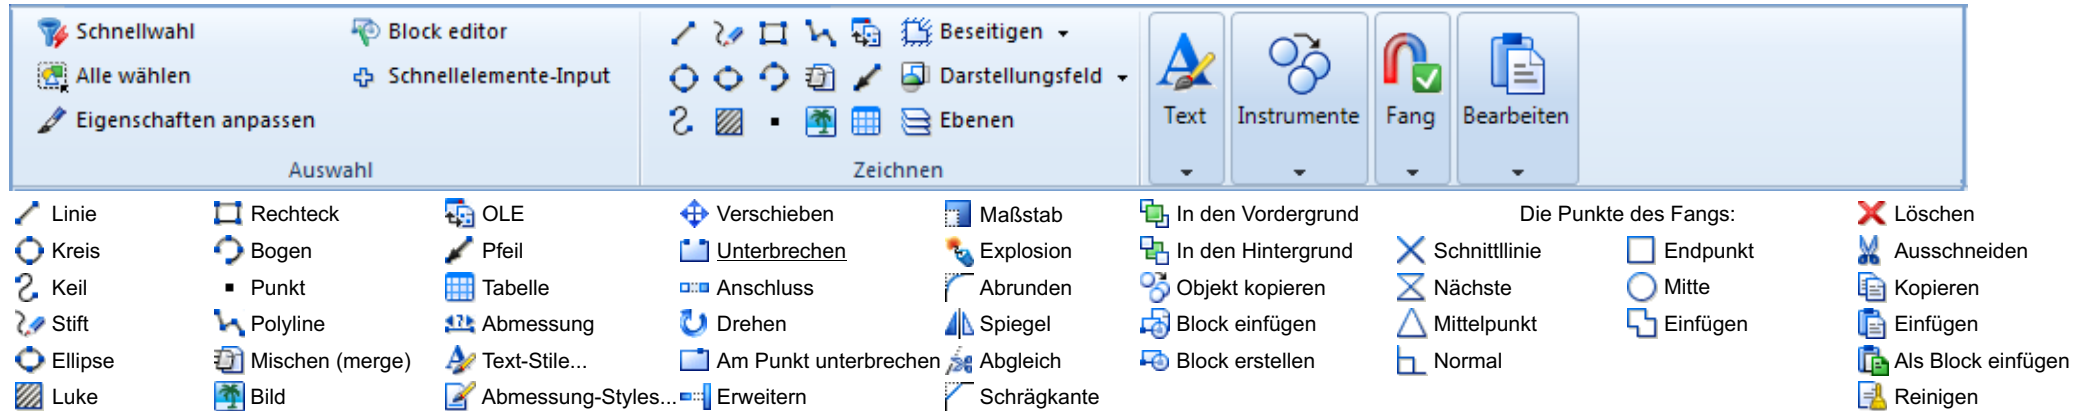 Schnellwahl
Block editor
Beseitigen
Alle wählen
Schnellelemente-Input
Darstellungsfeld
Eigenschaften anpassen
Ebenen
Text
Instrumente
Fang
Bearbeiten
Auswahl
Zeichnen
Linie
Rechteck
OLE
Verschieben
Maßstab
In den Vordergrund
Die Punkte des Fangs:
Löschen
Kreis
Bogen
Pfeil
Unterbrechen
Explosion
In den Hintergrund
Schnittllinie
Endpunkt
Ausschneiden
Keil
Punkt
Tabelle
Anschluss
Abrunden
Objekt kopieren
Nächste
Mitte
Kopieren
Stift
Polyline
Abmessung
Drehen
Spiegel
Block einfügen
Mittelpunkt
Einfügen
Einfügen
Ellipse
Mischen (merge)
Text-Stile...
Am Punkt unterbrechen
Abgleich
Block erstellen
Normal
Als Block einfügen
Luke
Bild
Abmessung-Styles...
Erweitern
Schrägkante
Reinigen